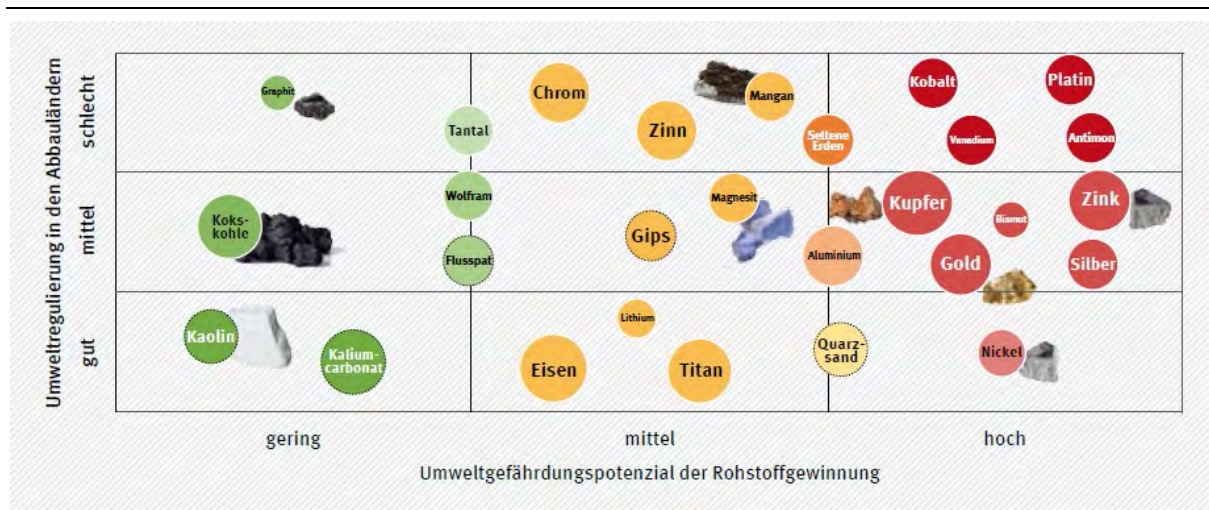 Umweltregulierung in den Abbauländern
schlecht
mittel
gut
Graphit
Tantal
Chrom
Zinn
Mangan
Seltene
Erden
Kobalt
Platin
Vanadium
Antimon
Koks-
kohle
Wolfram
Flusspat
Gips
Magnesit
Aluminium
Kupfer
Bismut
Zink
Gold
Silber
Kaolin
Kalium-
carbonat
Eisen
Lithium
Titan
Quarz-
sand
Nickel
gering
mittel
hoch
Umweltgefährdungspotenzial der Rohstoffgewinnung